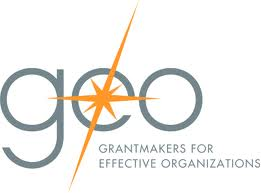 geo
GRANTMAKERS FOR
EFFECTIVE ORGANIZATIONS